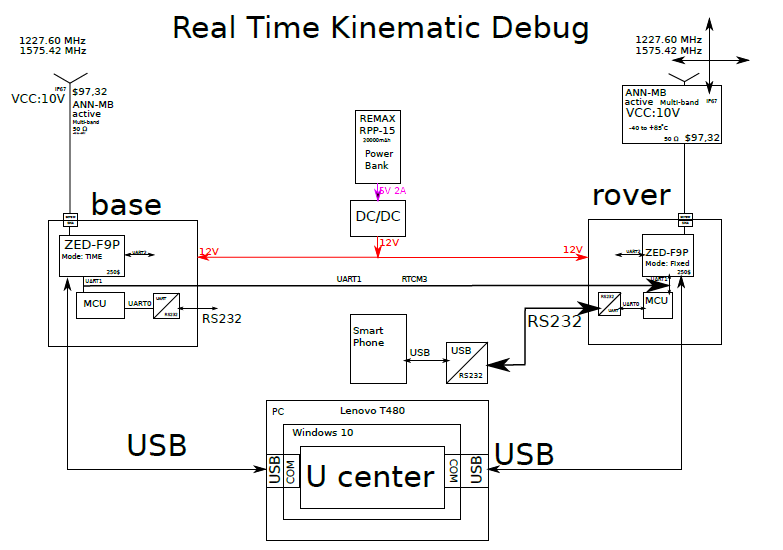 Real Time Kinematic Debug
1227.60 MHz
1575.42 MHz
IP67
VCC:10V
$97,32
ANN-MB
active
Multi-band
50 Ω
1227.60 MHz
1575.42 MHz
ANN-MB
active Multi-band IP67
VCC:10V
-40 to +85°C
50 Ω $97,32
REMAX
RPP-15
20000mAh
Power
Bank
5V 2A
DC/DC
12V
base
rover
ZED-F9P
Mode: TIME
250$
UART2
UART1
MCU
UART0
UART
RS232
RS232
12V
12V
UART1 RTCM3
UART2
ZED-F9P
Mode: Fixed
250$
UART1
MCU
UART0
RS232
UART
RS232
Smart
Phone
USB
USB
RS232
PC
Lenovo T480
Windows 10
USB
COM
U center
COM
USB
USB
USB